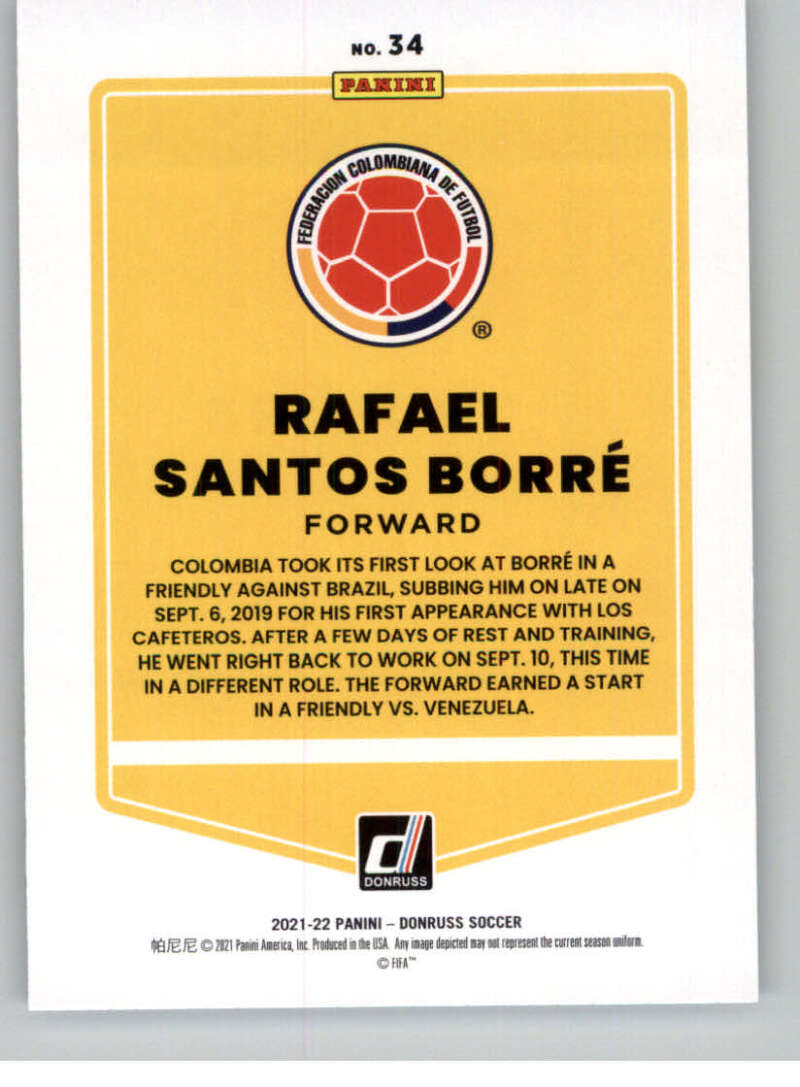 NO. 34
PANINI
FEDERACION COLOMBIANA DE FUTBOL
®
RAFAEL
SANTOS BORRÉ
FORWARD
COLOMBIA TOOK ITS FIRST LOOK AT BORRÉ IN A
FRIENDLY AGAINST BRAZIL, SUBBING HIM ON LATE ON
SEPT. 6, 2019 FOR HIS FIRST APPEARANCE WITH LOS
CAFETEROS. AFTER A FEW DAYS OF REST AND TRAINING,
HE WENT RIGHT BACK TO WORK ON SEPT. 10, THIS TIME
IN A DIFFERENT ROLE. THE FORWARD EARNED A START
IN A FRIENDLY VS. VENEZUELA.
d
DONRUSS
2021-22 PANINI – DONRUSS SOCCER
帕尼尼 © 2021 Panini America, Inc. Produced in the USA. Any image depicted may not represent the current season uniform.
© FIFA™